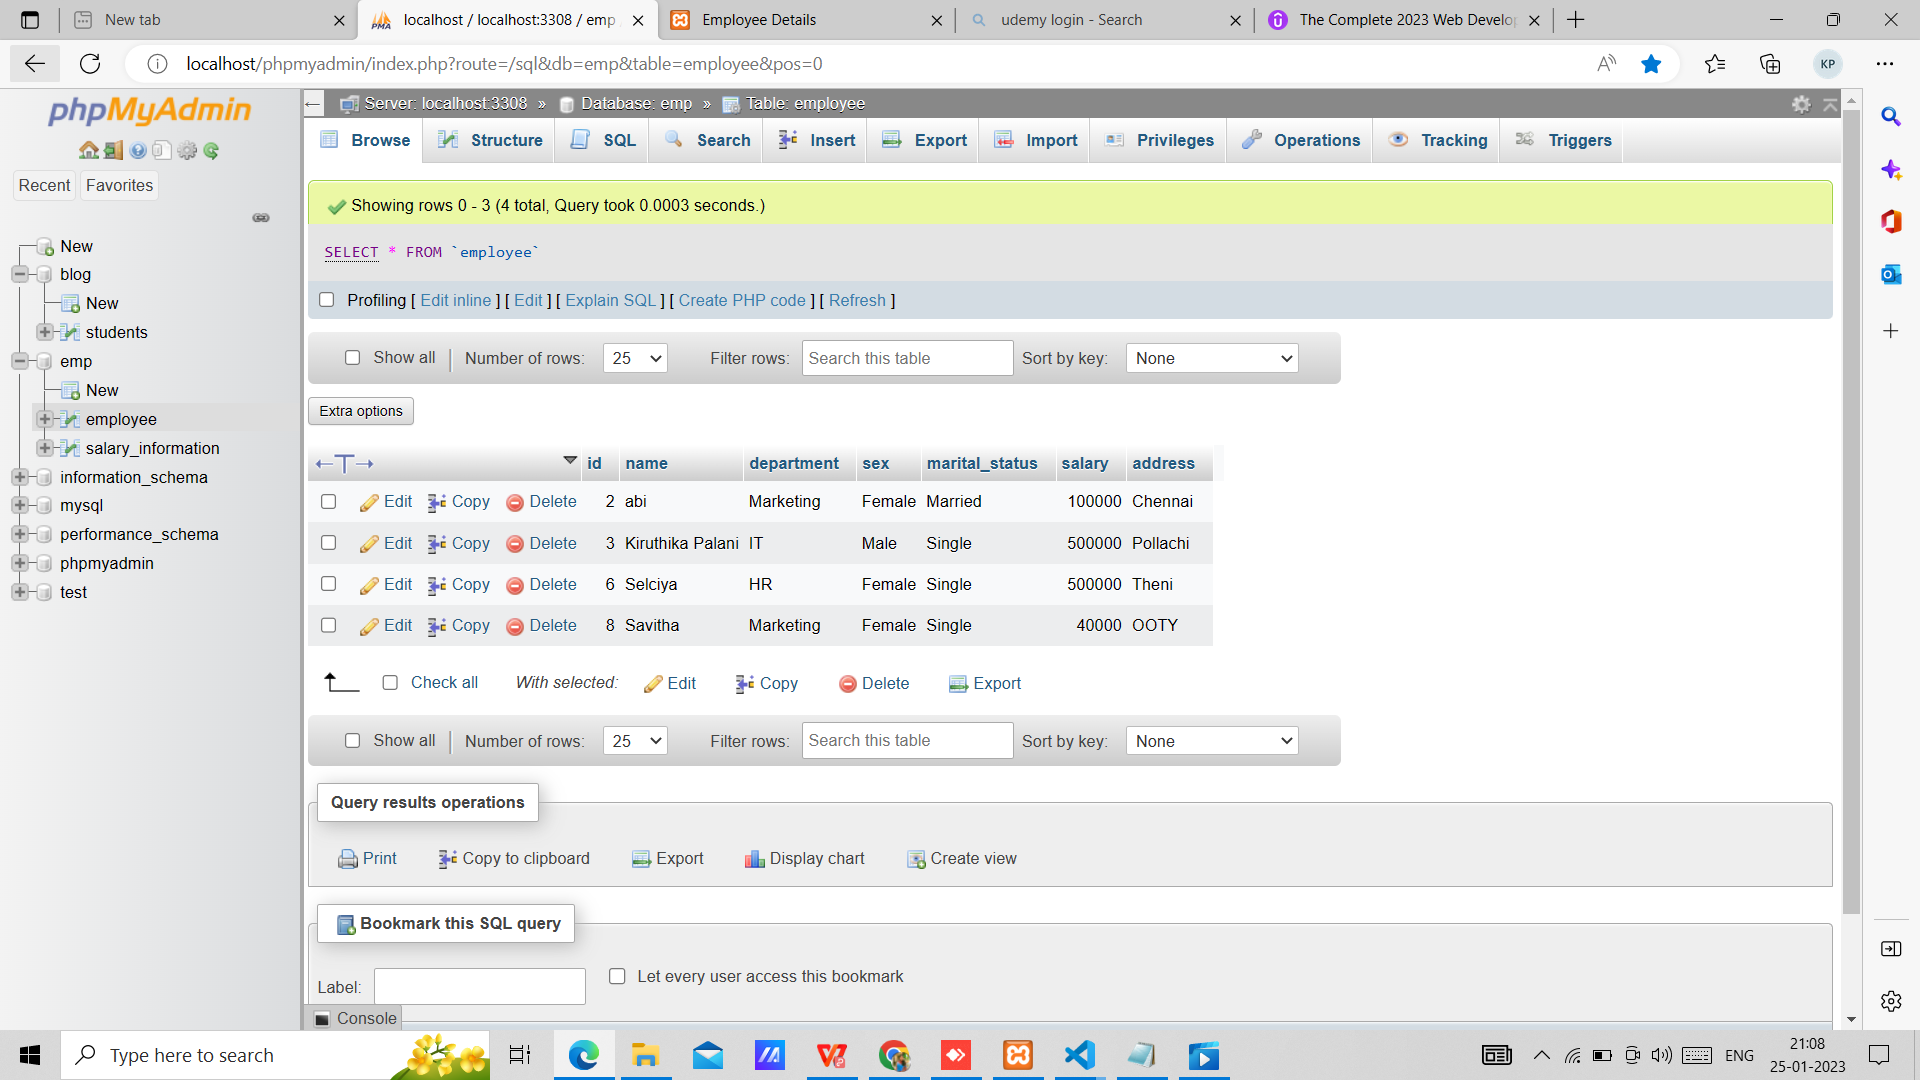 New tab
localhost / localhost:3308 / emp
Employee Details
udemy login - Search
The Complete 2023 Web Develo
localhost/phpmyadmin/index.php?route=/sql&db=emp&table=employee&pos=0
KP
phpMyAdmin
Recent Favorites
New
blog
New
students
emp
New
employee
salary_information
information_schema
mysql
performance_schema
phpmyadmin
test
Server: localhost:3308 » Database: emp » Table: employee
Browse Structure SQL Search Insert Export Import Privileges Operations Tracking Triggers
Showing rows 0 - 3 (4 total, Query took 0.0003 seconds.)
SELECT * FROM `employee`
Profiling [ Edit inline ] [ Edit ] [ Explain SQL ] [ Create PHP code ] [ Refresh ]
Show all | Number of rows: 25 Filter rows: Search this table Sort by key: None
Extra options
←T→ id name department sex marital_status salary address
Edit Copy Delete 2 abi Marketing Female Married 100000 Chennai
Edit Copy Delete 3 Kiruthika Palani IT Male Single 500000 Pollachi
Edit Copy Delete 6 Selciya HR Female Single 500000 Theni
Edit Copy Delete 8 Savitha Marketing Female Single 40000 OOTY
Check all With selected: Edit Copy Delete Export
Show all | Number of rows: 25 Filter rows: Search this table Sort by key: None
Query results operations
Print Copy to clipboard Export Display chart Create view
Bookmark this SQL query
Label: Let every user access this bookmark
Console
Type here to search
ENG
21:08
25-01-2023